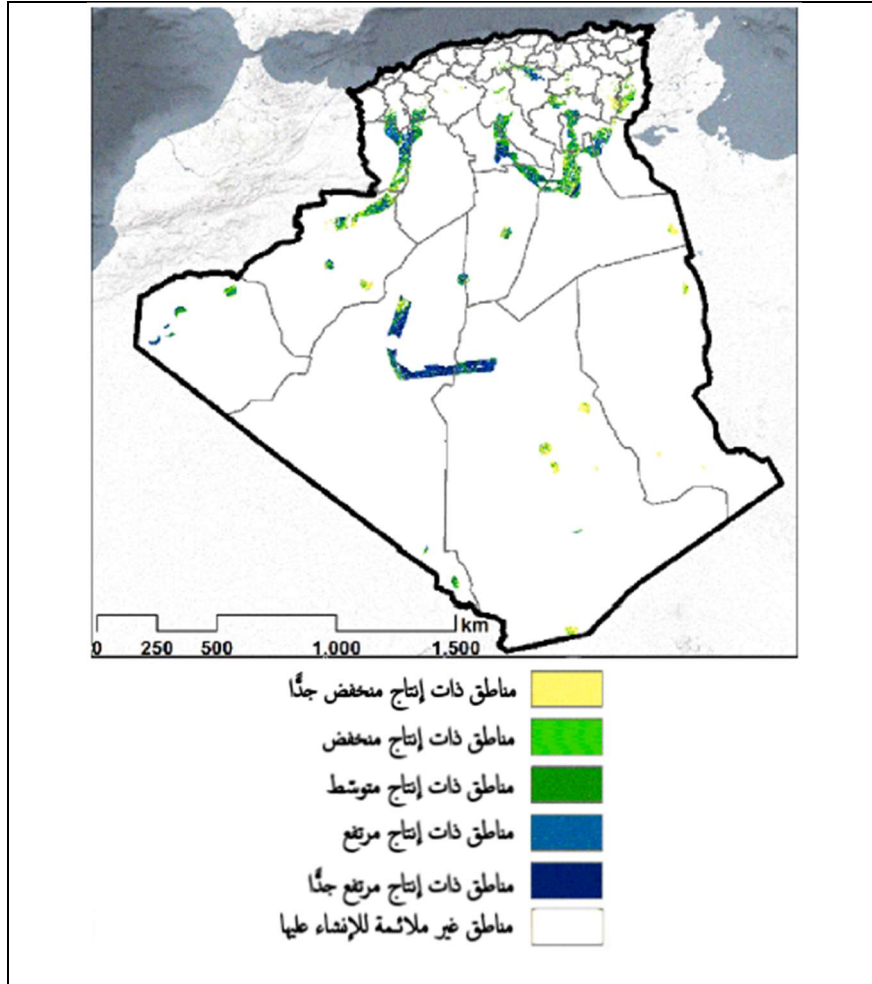 km
0 250 500 1.000 1.500
مناطق ذات إنتاج منخفض جدًّا
مناطق ذات إنتاج منخفض
مناطق ذات إنتاج متوسّط
مناطق ذات إنتاج مرتفع
مناطق ذات إنتاج مرتفع جدًّا
مناطق غير ملائمة للإنشاء عليها